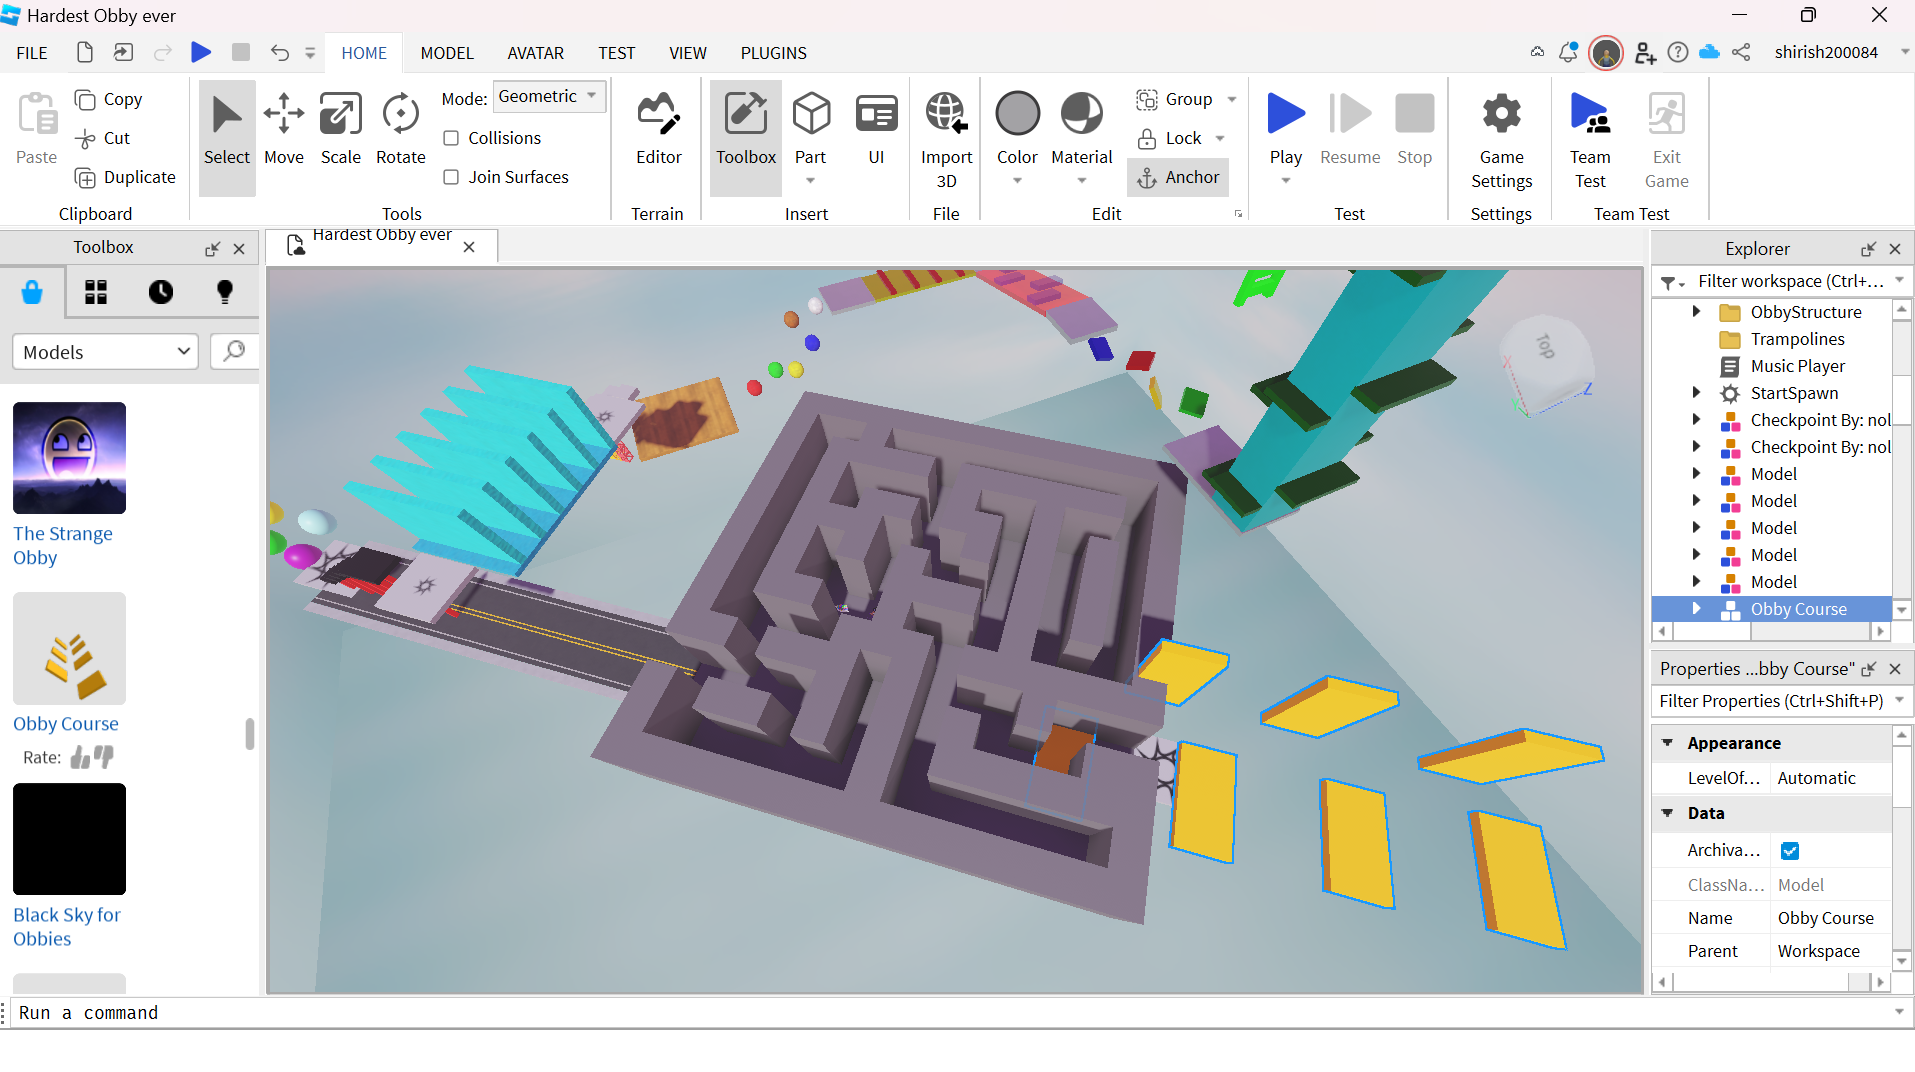 Hardest Obby ever
FILE
HOME
MODEL
AVATAR
TEST
VIEW
PLUGINS
shirish200084
Paste
Copy
Cut
Duplicate
Clipboard
Select
Move
Scale
Rotate
Mode: Geometric
Collisions
Join Surfaces
Tools
Editor
Terrain
Toolbox
Part
UI
Insert
Import
3D
File
Color
Material
Group
Lock
Anchor
Edit
Play
Resume
Stop
Test
Game
Settings
Settings
Team
Test
Exit
Game
Team Test
Toolbox
Models
The Strange
Obby
Obby Course
Rate:
Black Sky for
Obbies
Hardest Obby ever
Top
X
Z
Explorer
Filter workspace (Ctrl+...
ObbyStructure
Trampolines
Music Player
StartSpawn
Checkpoint By: nol
Checkpoint By: nol
Model
Model
Model
Model
Model
Obby Course
Properties ...bby Course"
Filter Properties (Ctrl+Shift+P)
Appearance
LevelOf... Automatic
Data
Archiva...
ClassNa... Model
Name Obby Course
Parent Workspace
Run a command